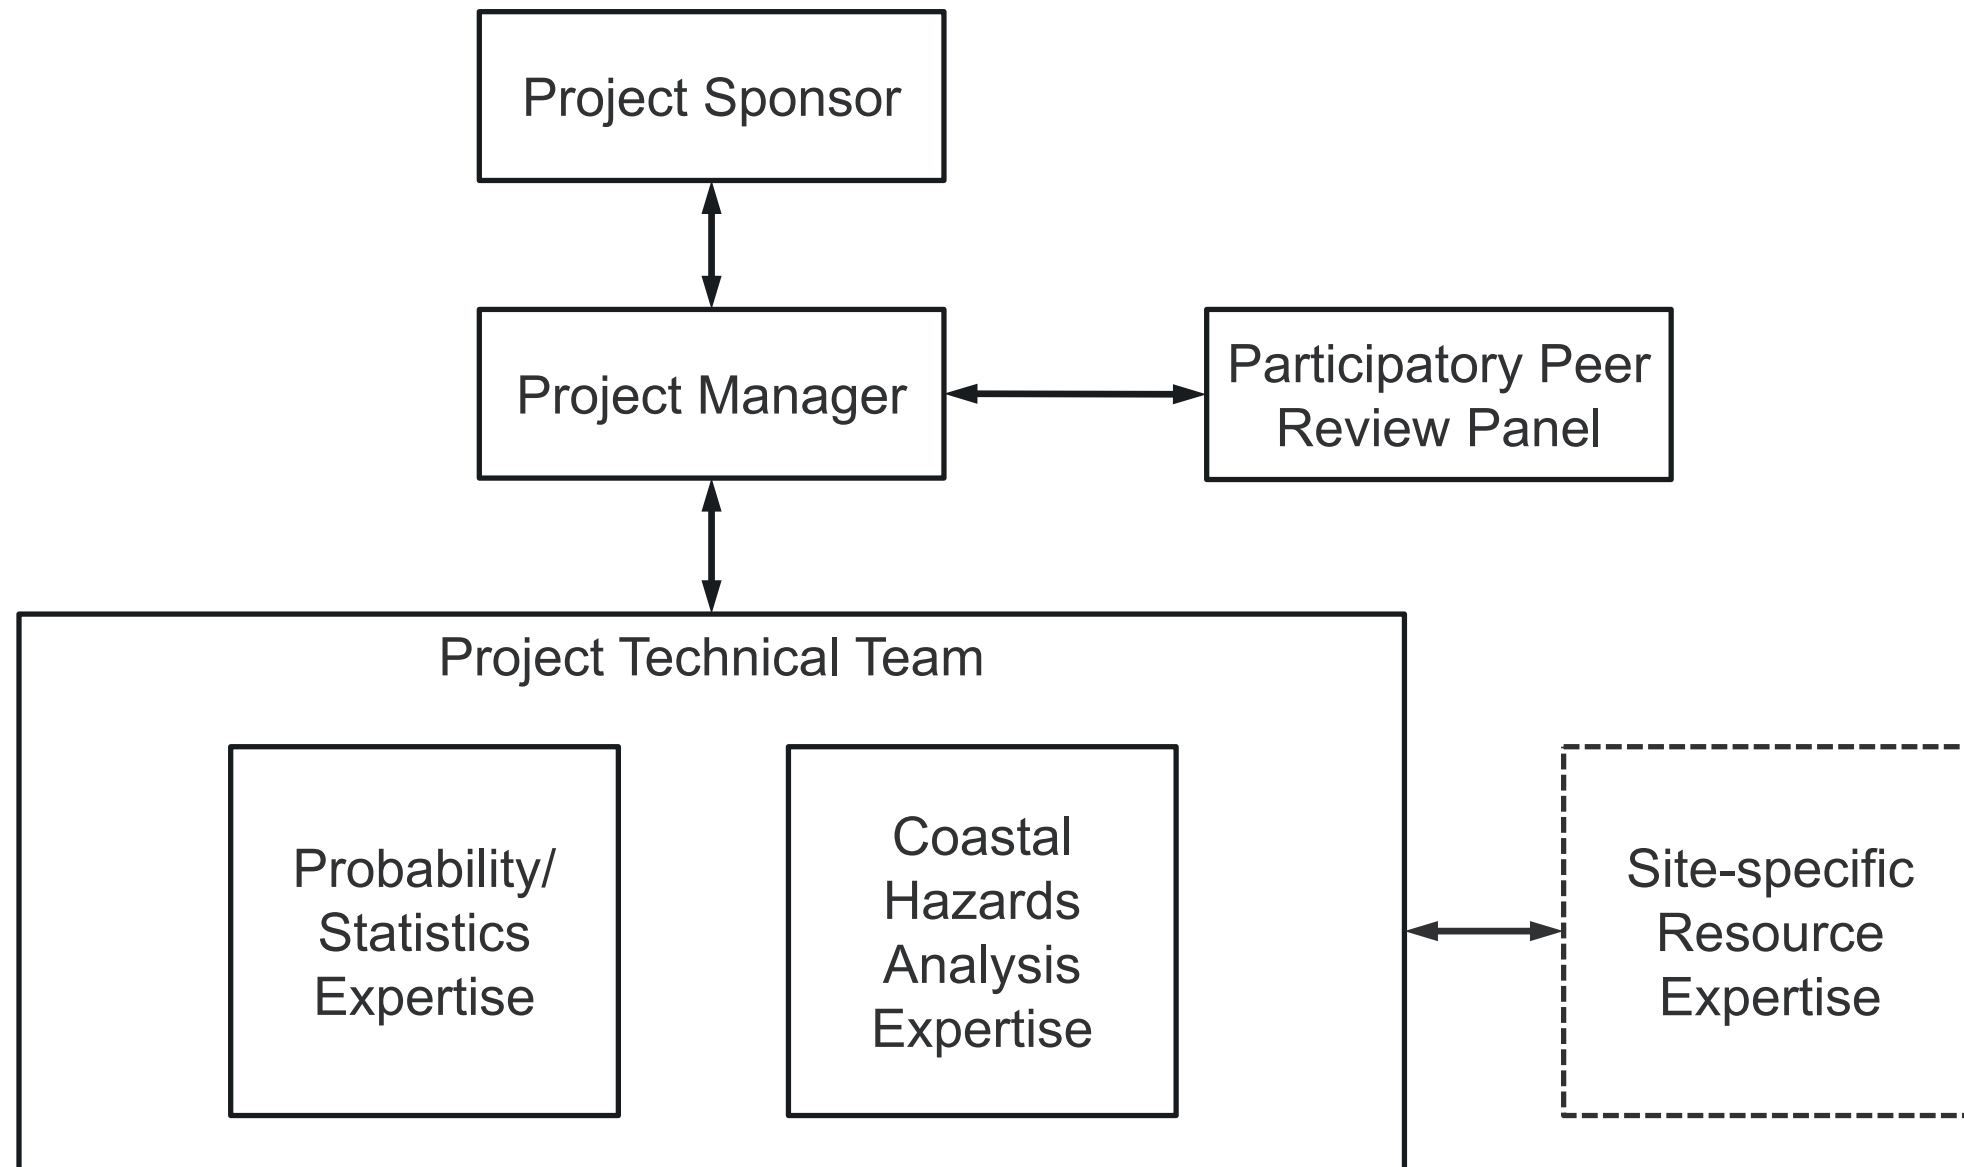 Project Sponsor
Project Manager
Participatory Peer
Review Panel
Project Technical Team
Probability/
Statistics
Expertise
Coastal
Hazards
Analysis
Expertise
Site-specific
Resource
Expertise